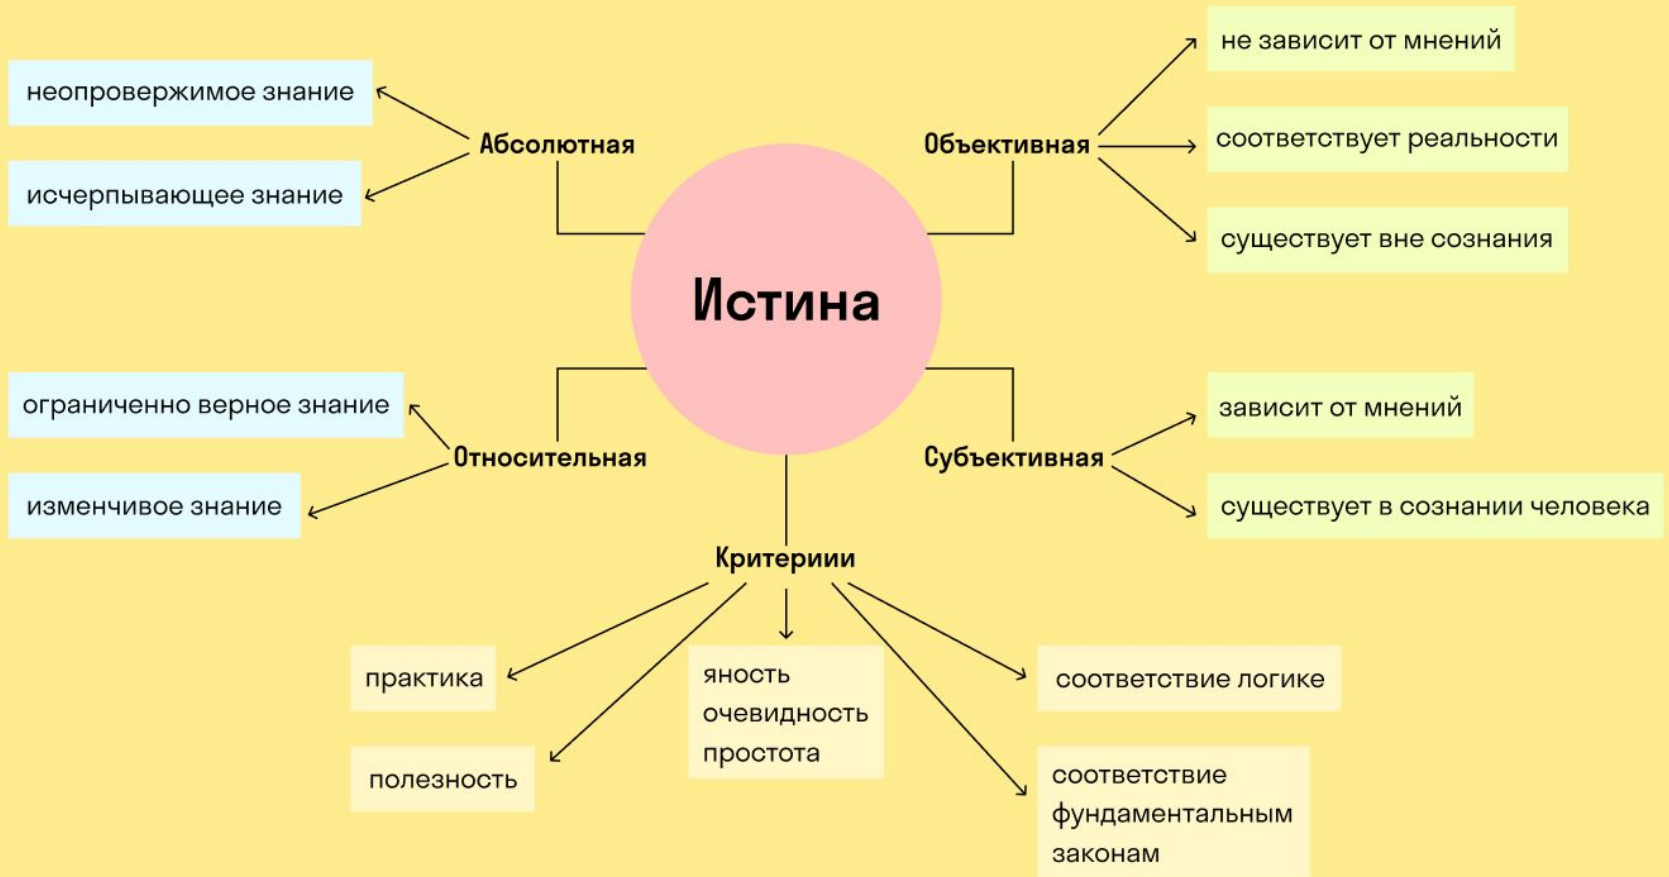 неопровержимое знание
исчерпывающее знание
Абсолютная
Объективная
не зависит от мнений
соответствует реальности
существует вне сознания
Истина
ограниченно верное знание
изменчивое знание
Относительная
Субъективная
зависит от мнений
существует в сознании человека
Критериии
практика
полезность
яность
очевидность
простота
соответствие логике
соответствие
фундаментальным
законам